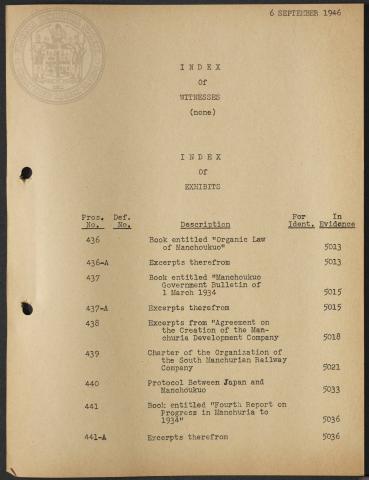 6 SEPTEMBER 1946
I N D E X
Of
WITNESSES
(none)
I N D E X
Of
EXHIBITS
Pros. Def. For In
No. No. Description Ident. Evidence
436 Book entitled "Organic Law
of Manchoukuo" 5013
436-A Excerpts therefrom 5013
437 Book entitled "Manchoukuo
Government Bulletin of
1 March 1934 5015
437-A Excerpts therefrom 5015
438 Excerpts from "Agreement on
the Creation of the Man-
churia Development Company 5018
439 Charter of the Organization of
the South Manchurian Railway
Company 5021
440 Protocol Between Japan and
Manchoukuo 5033
441 Book entitled "Fourth Report on
Progress in Manchuria to
1934" 5036
441-A Excerpts therefrom 5036